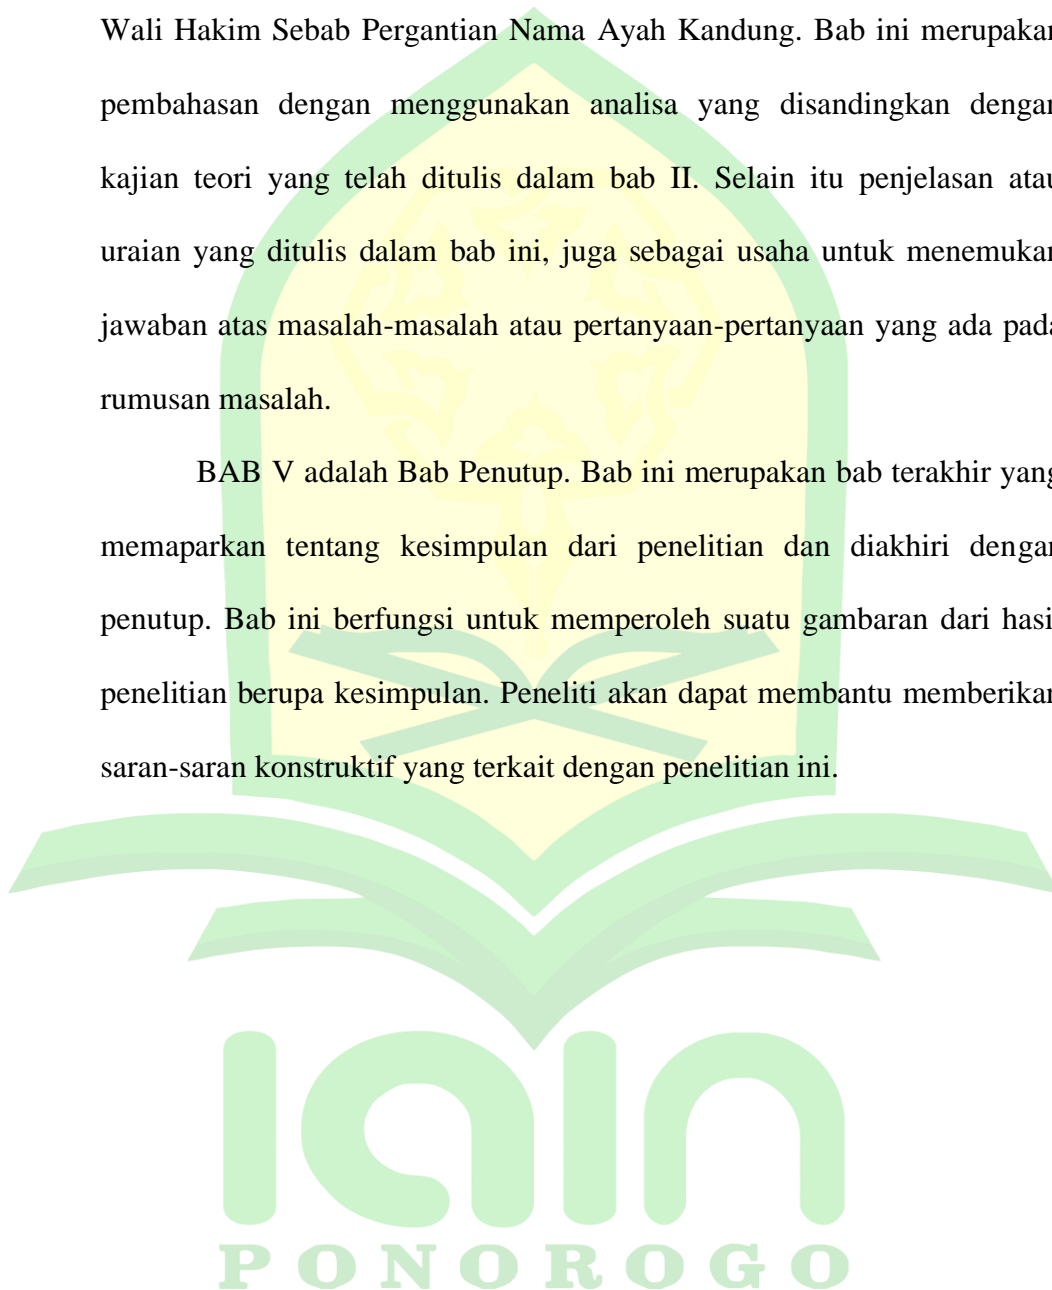 Wali Hakim Sebab Pergantian Nama Ayah Kandung. Bab ini merupakan
pembahasan dengan menggunakan analisa yang disandingkan dengan
kajian teori yang telah ditulis dalam bab II. Selain itu penjelasan atau
uraian yang ditulis dalam bab ini, juga sebagai usaha untuk menemukan
jawaban atas masalah-masalah atau pertanyaan-pertanyaan yang ada pada
rumusan masalah.
BAB V adalah Bab Penutup. Bab ini merupakan bab terakhir yang
memaparkan tentang kesimpulan dari penelitian dan diakhiri dengan
penutup. Bab ini berfungsi untuk memperoleh suatu gambaran dari hasil
penelitian berupa kesimpulan. Peneliti akan dapat membantu memberikan
saran-saran konstruktif yang terkait dengan penelitian ini.
iain
PONOROGO